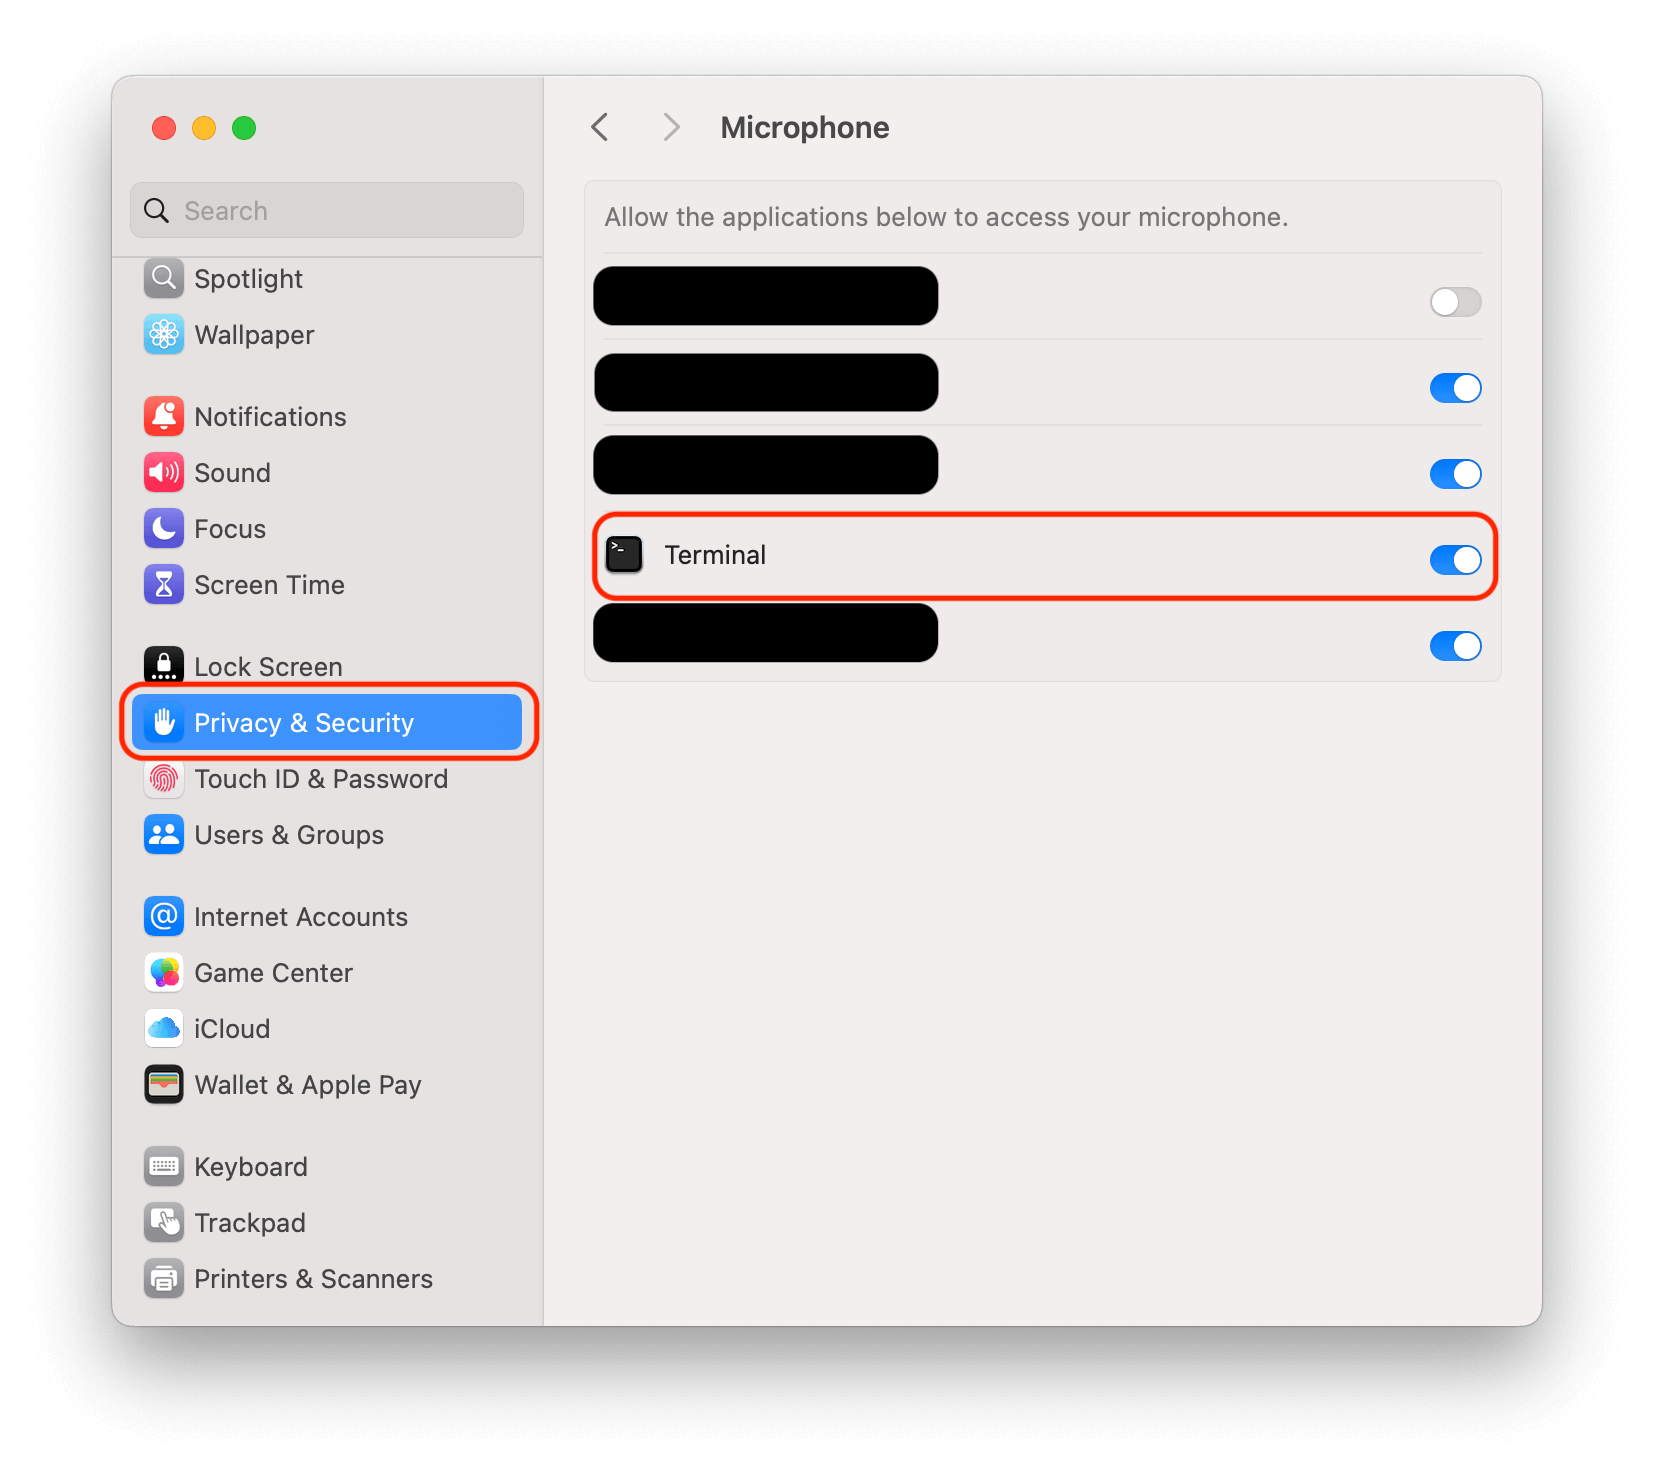 Search
Spotlight
Wallpaper
Notifications
Sound
Focus
Screen Time
Lock Screen
Privacy & Security
Touch ID & Password
Users & Groups
Internet Accounts
@
Game Center
iCloud
Wallet & Apple Pay
Keyboard
Trackpad
Printers & Scanners
Microphone
Allow the applications below to access your microphone.
>_
Terminal